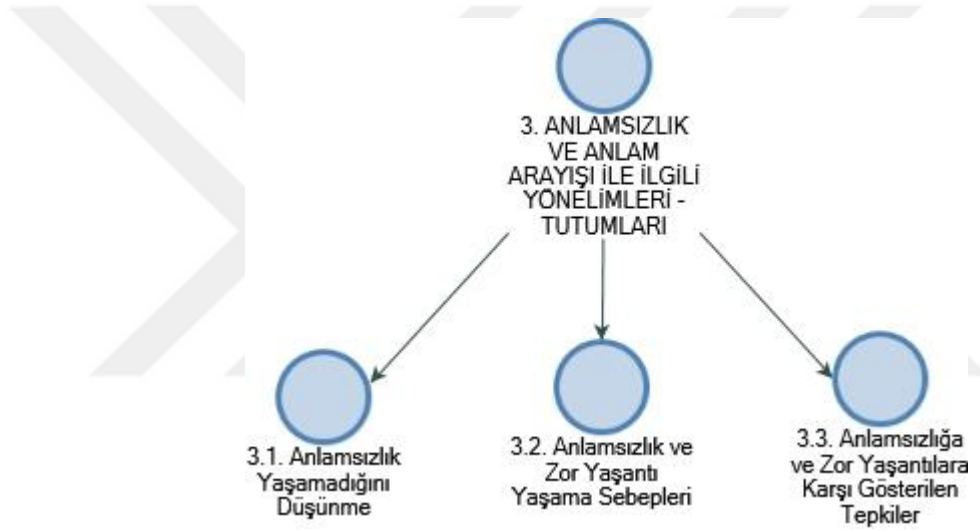 3. ANLAMSIZLIK
VE ANLAM
ARAYIŞI İLE İLGİLİ
YÖNELİMLERİ -
TUTUMLARI
3.1. Anlamsızlık
Yaşamadığını
Düşünme
3.2. Anlamsızlık ve
Zor Yaşantı
Yaşama Sebepleri
3.3. Anlamsızlığa
ve Zor Yaşantılara
Karşı Gösterilen
Tepkiler